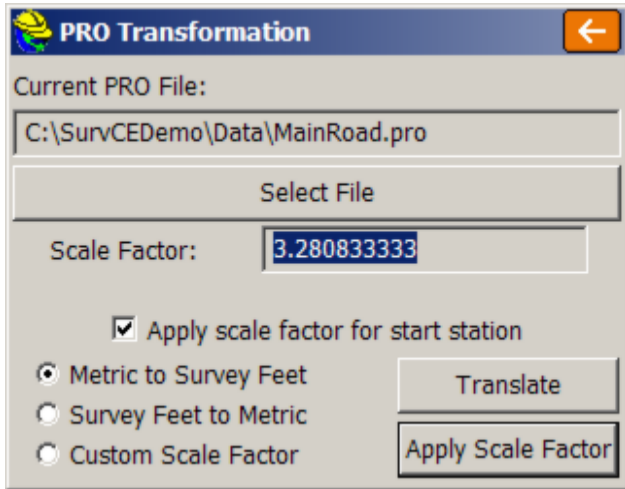 PRO Transformation
Current PRO File:
C:\SurvCEDemo\Data\MainRoad.pro
Select File
Scale Factor: 3.280833333
Apply scale factor for start station
Metric to Survey Feet
Translate
Survey Feet to Metric
Custom Scale Factor
Apply Scale Factor